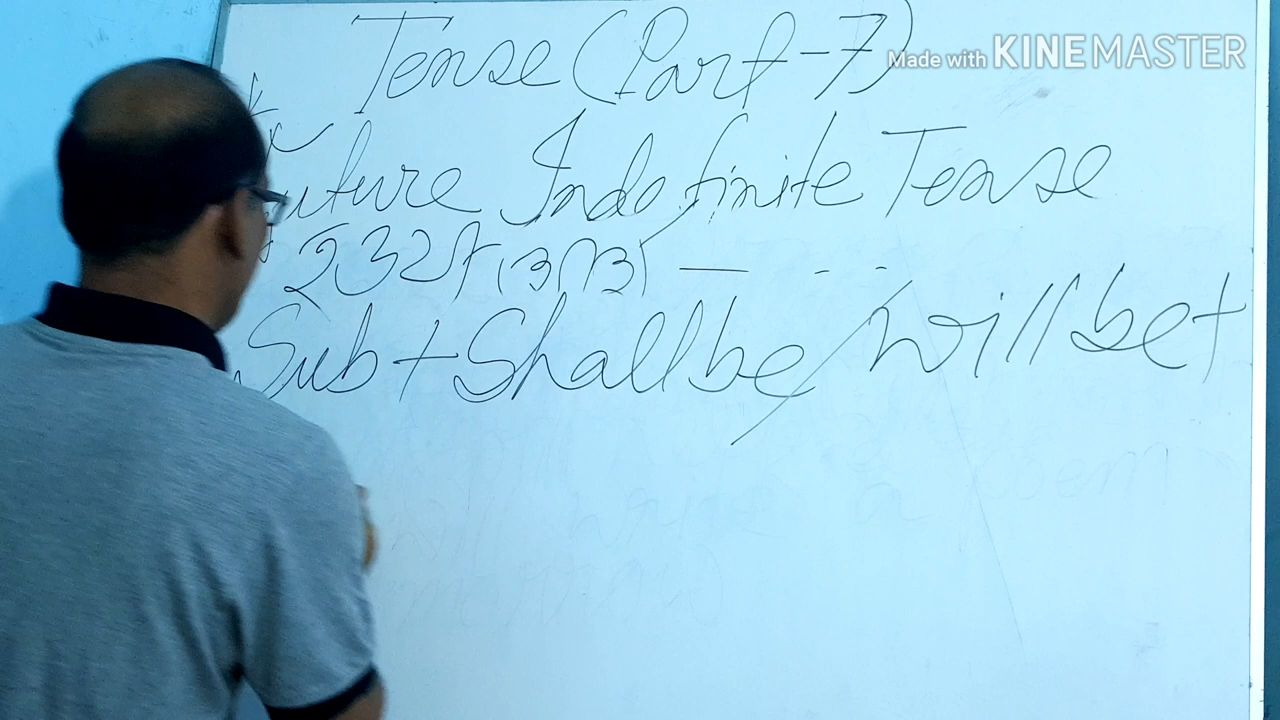 Tense (Part-7)
Made with KINEMASTER
Future Indefinite Tense
Sub + Shall be / will be +